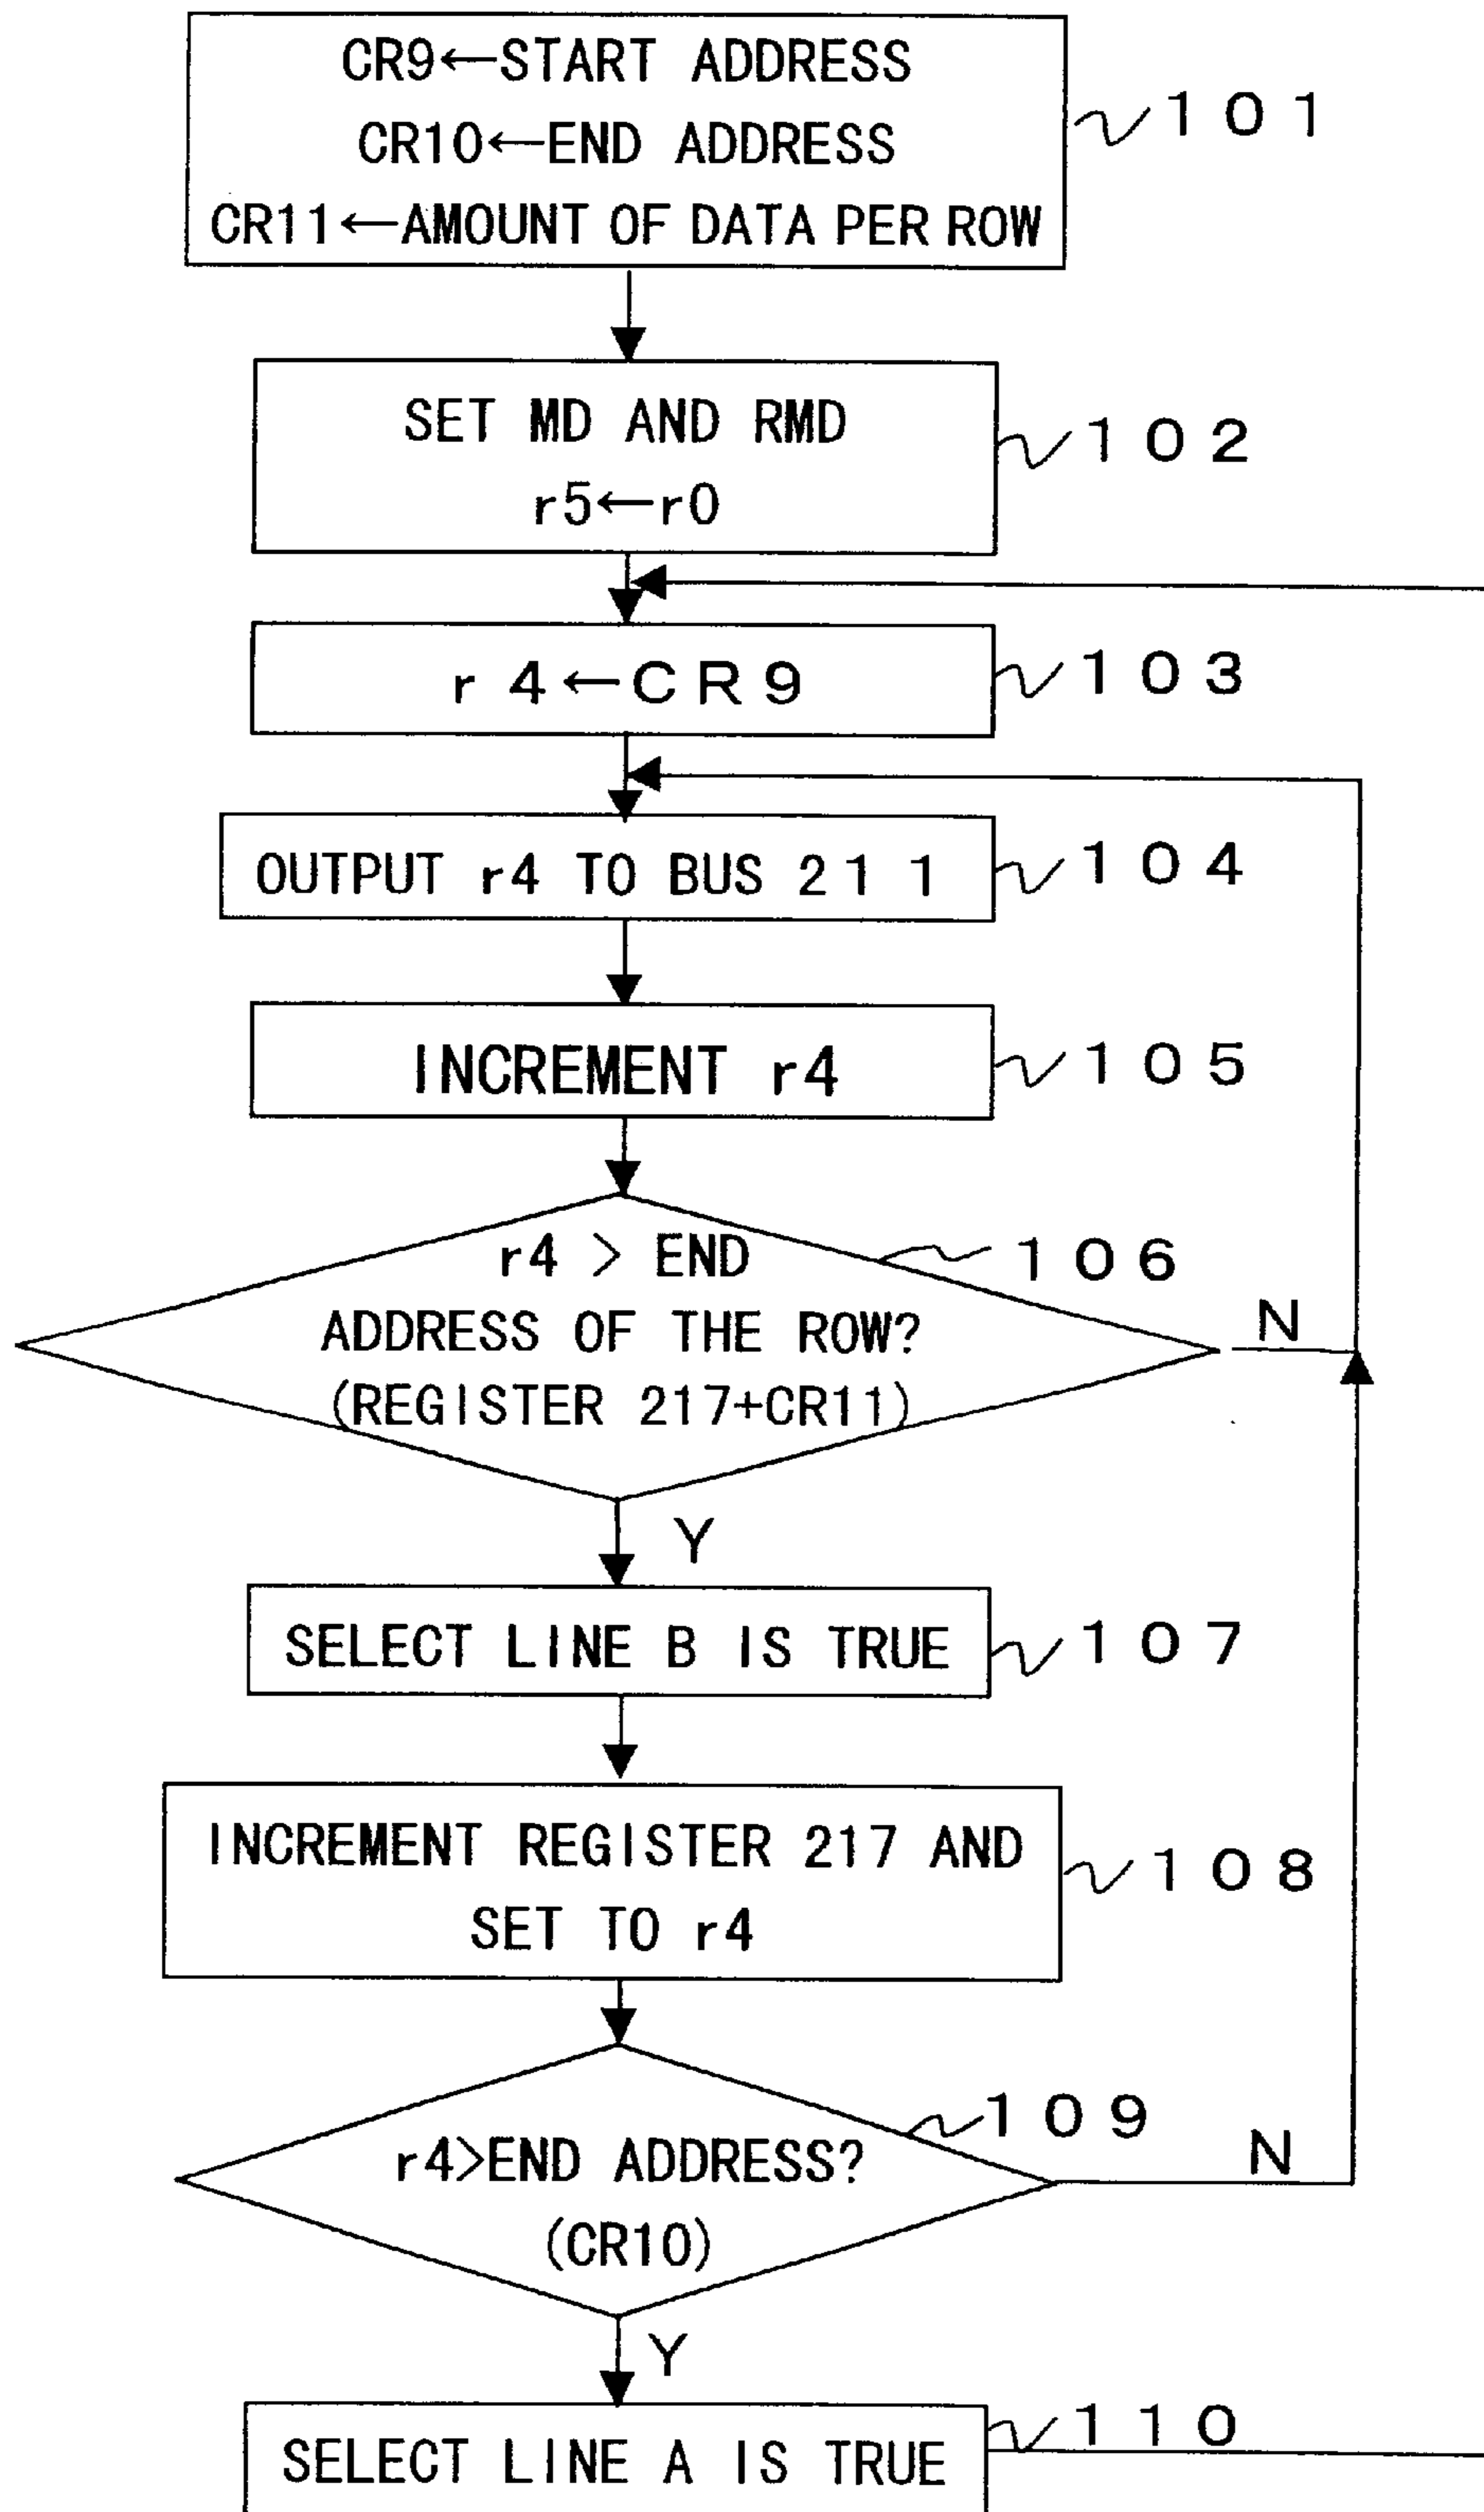 CR9←START ADDRESS
CR10←END ADDRESS
CR11←AMOUNT OF DATA PER ROW
101
SET MD AND RMD
r5←r0
102
r4←CR9
103
OUTPUT r4 TO BUS 211
104
INCREMENT r4
105
r4 > END
ADDRESS OF THE ROW?
(REGISTER 217+CR11)
106
N
Y
SELECT LINE B IS TRUE
107
INCREMENT REGISTER 217 AND
SET TO r4
108
r4>END ADDRESS?
(CR10)
109
N
Y
SELECT LINE A IS TRUE
110